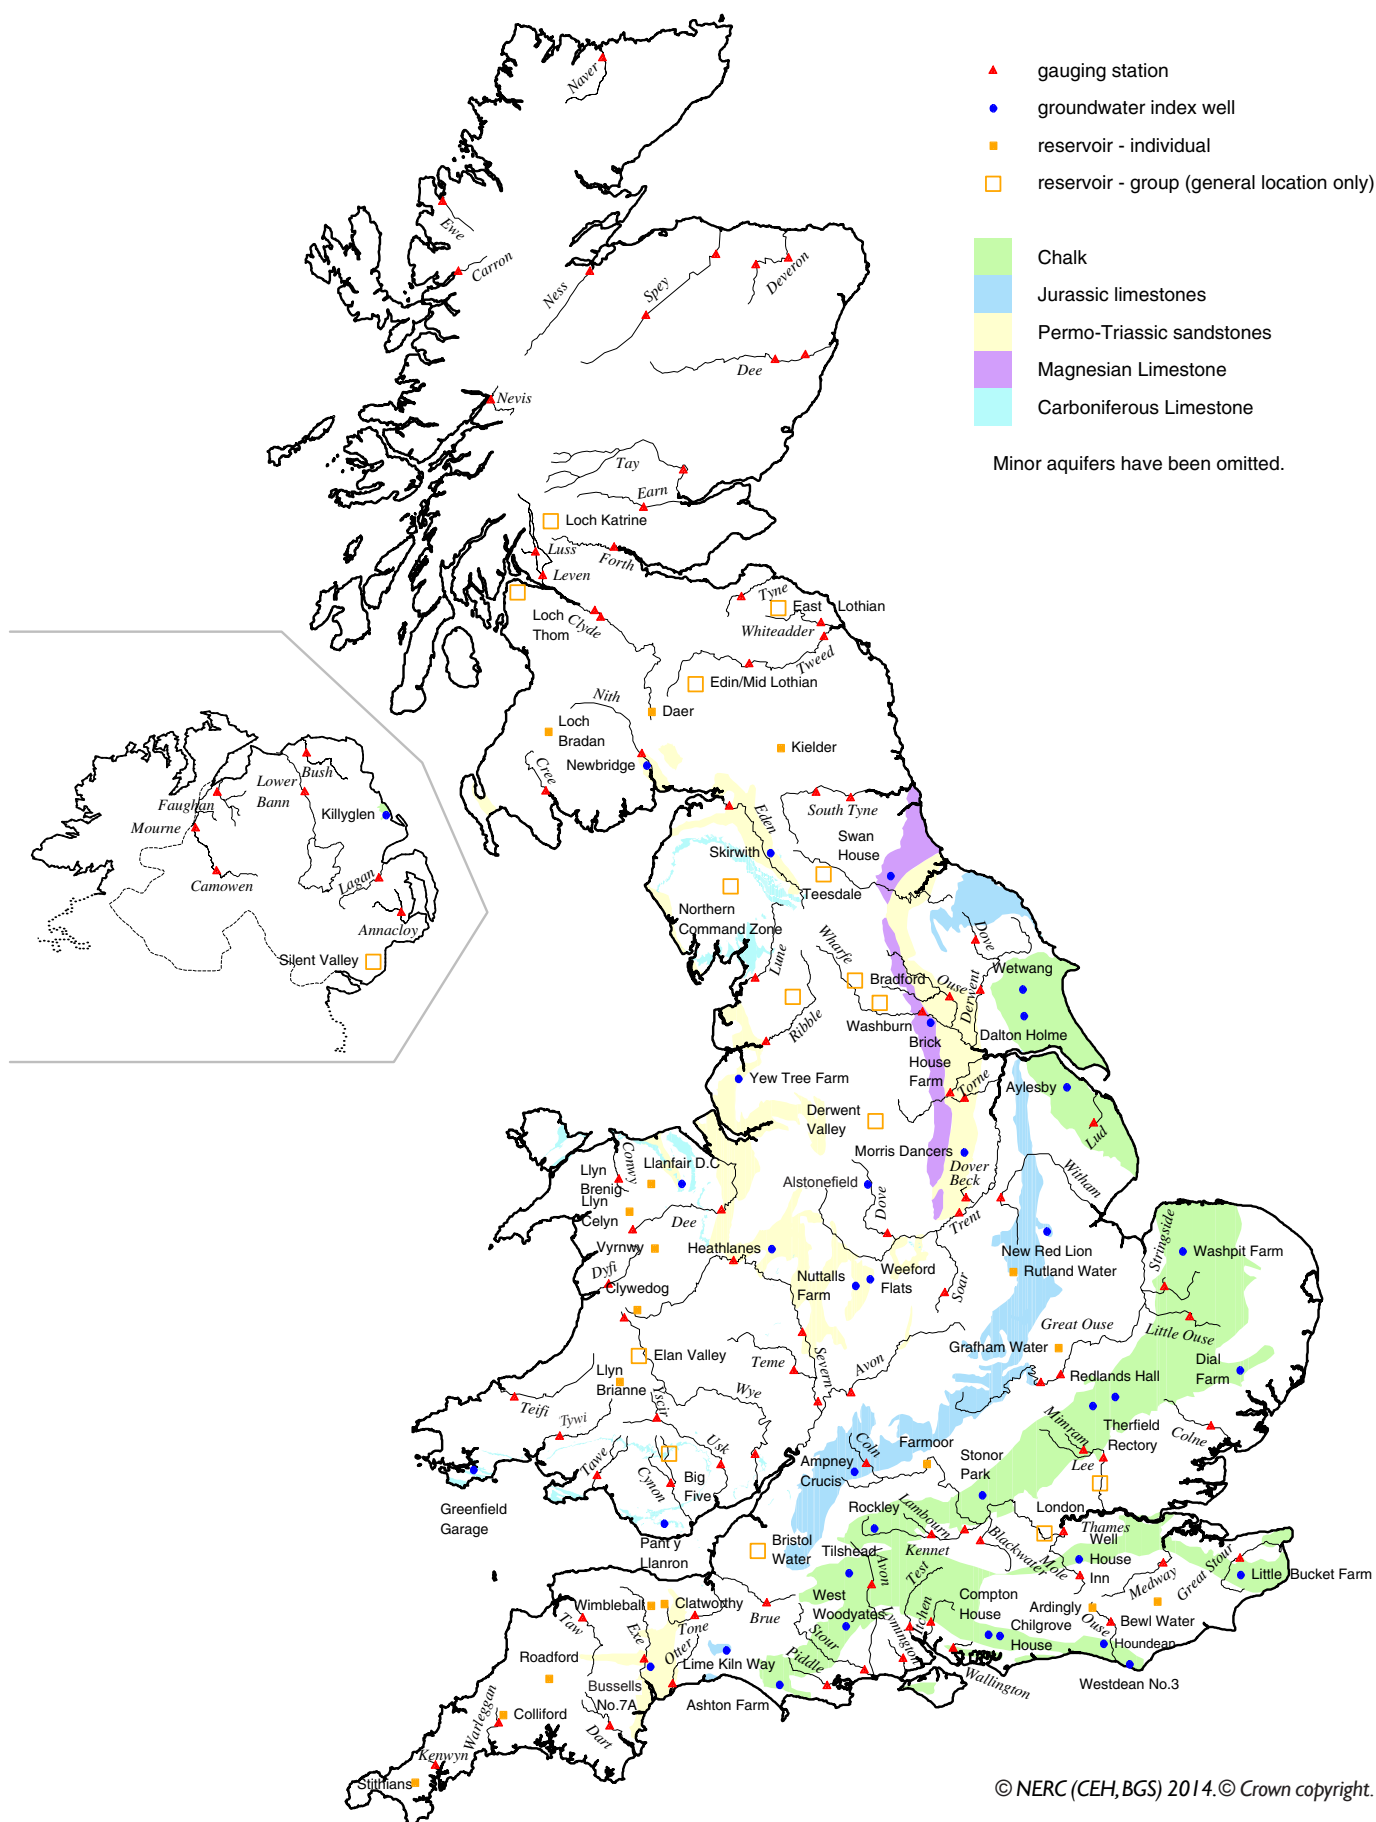 gauging station
groundwater index well
reservoir - individual
reservoir - group (general location only)
Chalk
Jurassic limestones
Permo-Triassic sandstones
Magnesian Limestone
Carboniferous Limestone
Minor aquifers have been omitted.
Naver
Ewe
Carron
Ness
Spey
Deveron
Dee
Nevis
Tay
Earn
Loch Katrine
Luss
Forth
Leven
Tyne
East Lothian
Loch
Thom
Clyde
Whiteadder
Tweed
Edin/Mid Lothian
Nith
Daer
Loch
Bradan
Kielder
Newbridge
Cree
Bush
Lower
Bann
Faughan
Mourne
Killyglen
Camowen
Lagan
Annacloy
Silent Valley
Eden
South Tyne
Swan
House
Skirwith
Teesdale
Northern
Command Zone
Lune
Wharfe
Dove
Wetwang
Bradford
Ouse
Derwent
Washburn
Ribble
Dalton Holme
Brick
House
Farm
Torne
Aylesby
Yew Tree Farm
Derwent
Valley
Lud
Morris Dancers
Dover
Beck
Witham
Conwy
Llanfair D.C
Llyn
Brenig
Llyn
Celyn
Alstonefield
Dove
Dee
Trent
Vyrnwy
Heathlanes
Dyfi
Clywedog
Nuttalls
Farm
Weeford
Flats
Soar
New Red Lion
Rutland Water
Stringside
Washpit Farm
Great Ouse
Little Ouse
Grafham Water
Elan Valley
Teme
Severn
Avon
Redlands Hall
Dial
Farm
Llyn
Brianne
Yscir
Wye
Teifi
Tywi
Mimram
Therfield
Rectory
Colne
Tawe
Cynon
Usk
Big
Five
Coln
Farmoor
Ampney
Crucis
Stonor
Park
Lee
Greenfield
Garage
Rockley
Lambourn
London
Pant y
Llanron
Bristol
Water
Tilshead
Kennet
Blackwater
Thames
Well
House
Inn
Mole
Medway
Great Stour
Little Bucket Farm
Avon
Test
West
Woodyates
Compton
House
Chilgrove
House
Itchen
Lymington
Ardingly
Bewl Water
Ouse
Houndean
Wimbleball
Clatworthy
Taw
Exe
Tone
Brue
Otter
Stour
Lime Kiln Way
Piddle
Wallington
Westdean No.3
Roadford
Bussells
No.7A
Ashton Farm
Warleggan
Colliford
Dart
Kenwyn
Stithians
© NERC (CEH, BGS) 2014. © Crown copyright.